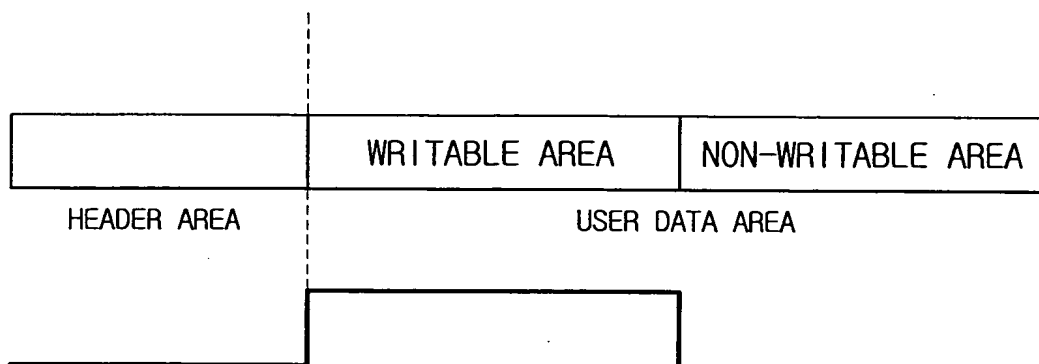 WRITABLE AREA NON-WRITABLE AREA
HEADER AREA USER DATA AREA